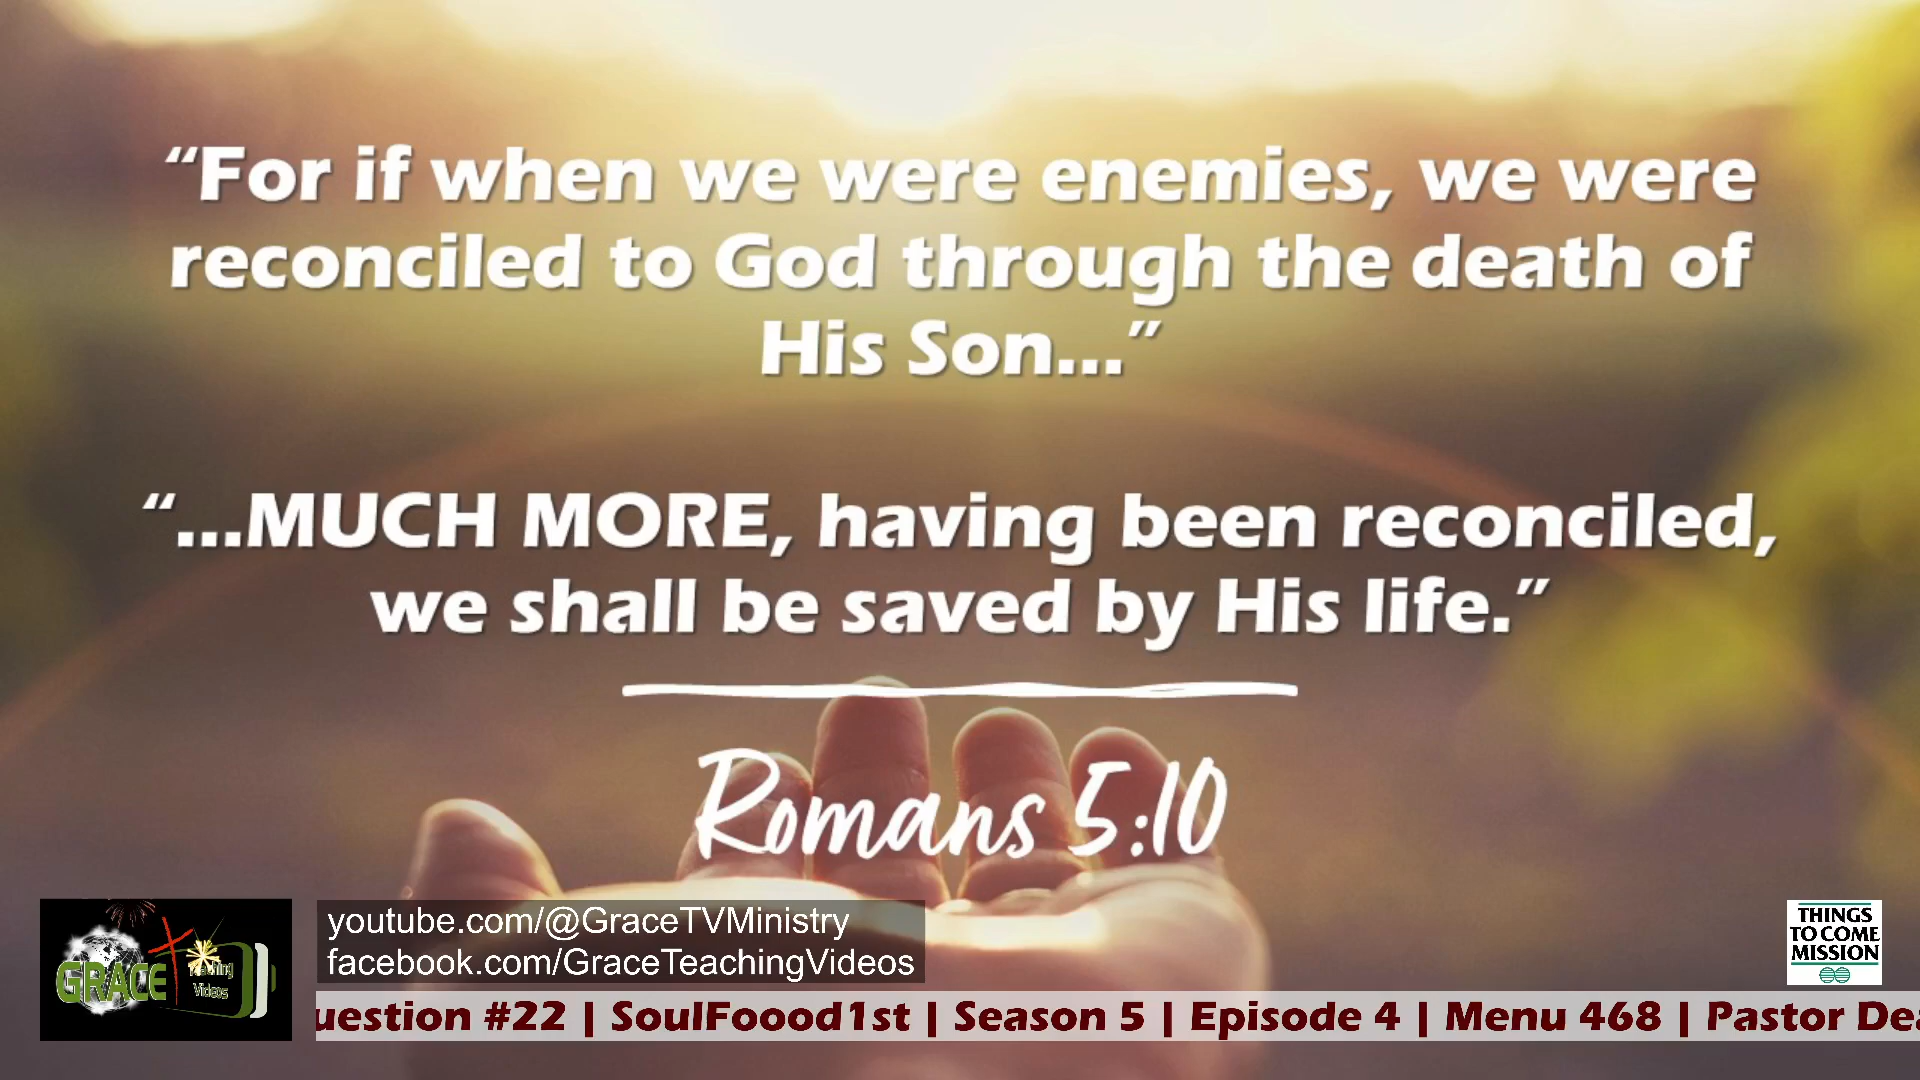 “For if when we were enemies, we were
reconciled to God through the death of
His Son...”
“...MUCH MORE, having been reconciled,
we shall be saved by His life.”
Romans 5:10
youtube.com/@GraceTVMinistry
facebook.com/GraceTeachingVideos
GRACE
Teaching
Videos
THINGS
TO COME
MISSION
uestion #22 | SoulFoood1st | Season 5 | Episode 4 | Menu 468 | Pastor De